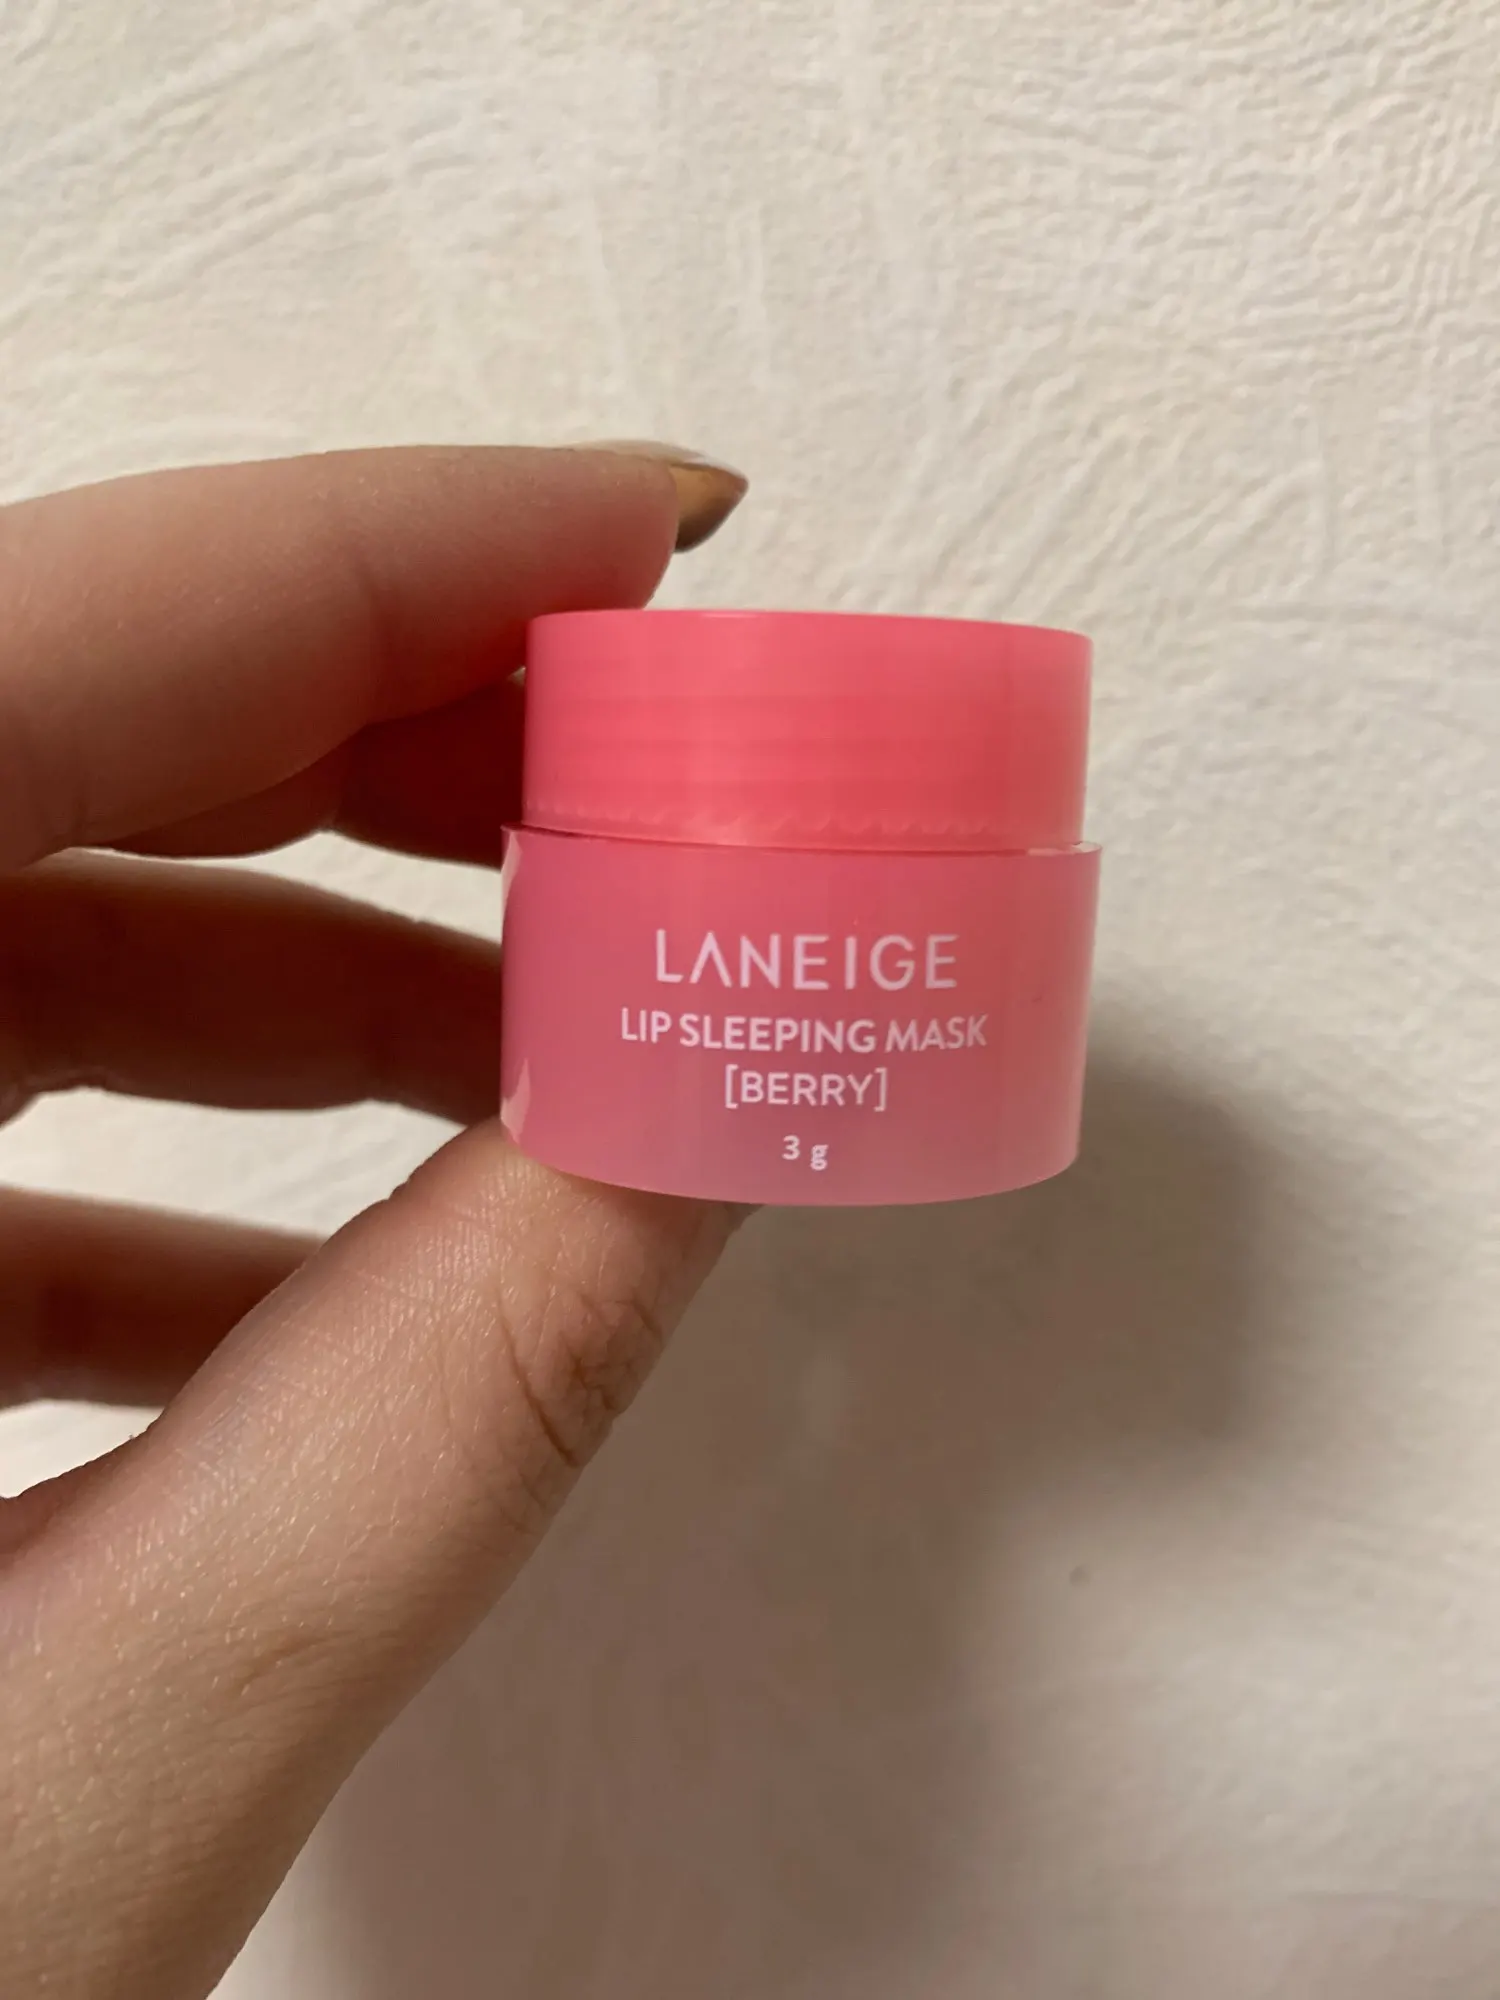 LANEIGE
LIP SLEEPING MASK
[BERRY]
3 g